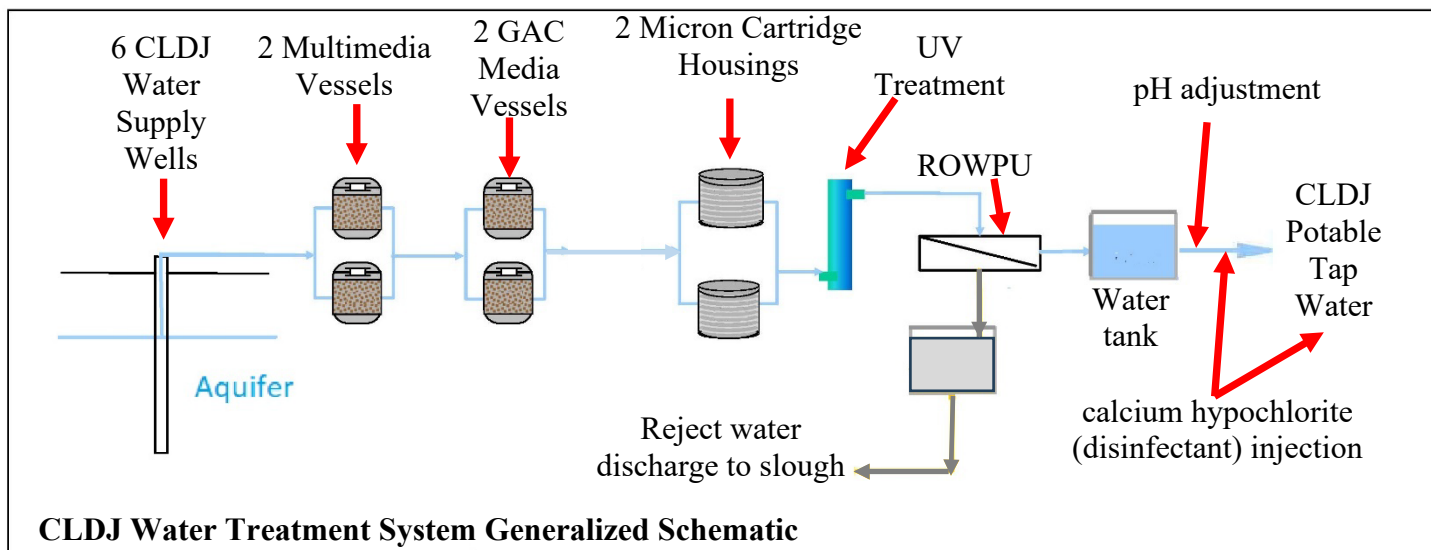 6 CLDJ
Water
Supply
Wells
2 Multimedia
Vessels
2 GAC
Media
Vessels
2 Micron Cartridge
Housings
UV
Treatment
ROWPU
pH adjustment
CLDJ
Potable
Tap
Water
Water
tank
Aquifer
Reject water
discharge to slough
calcium hypochlorite
(disinfectant) injection
CLDJ Water Treatment System Generalized Schematic